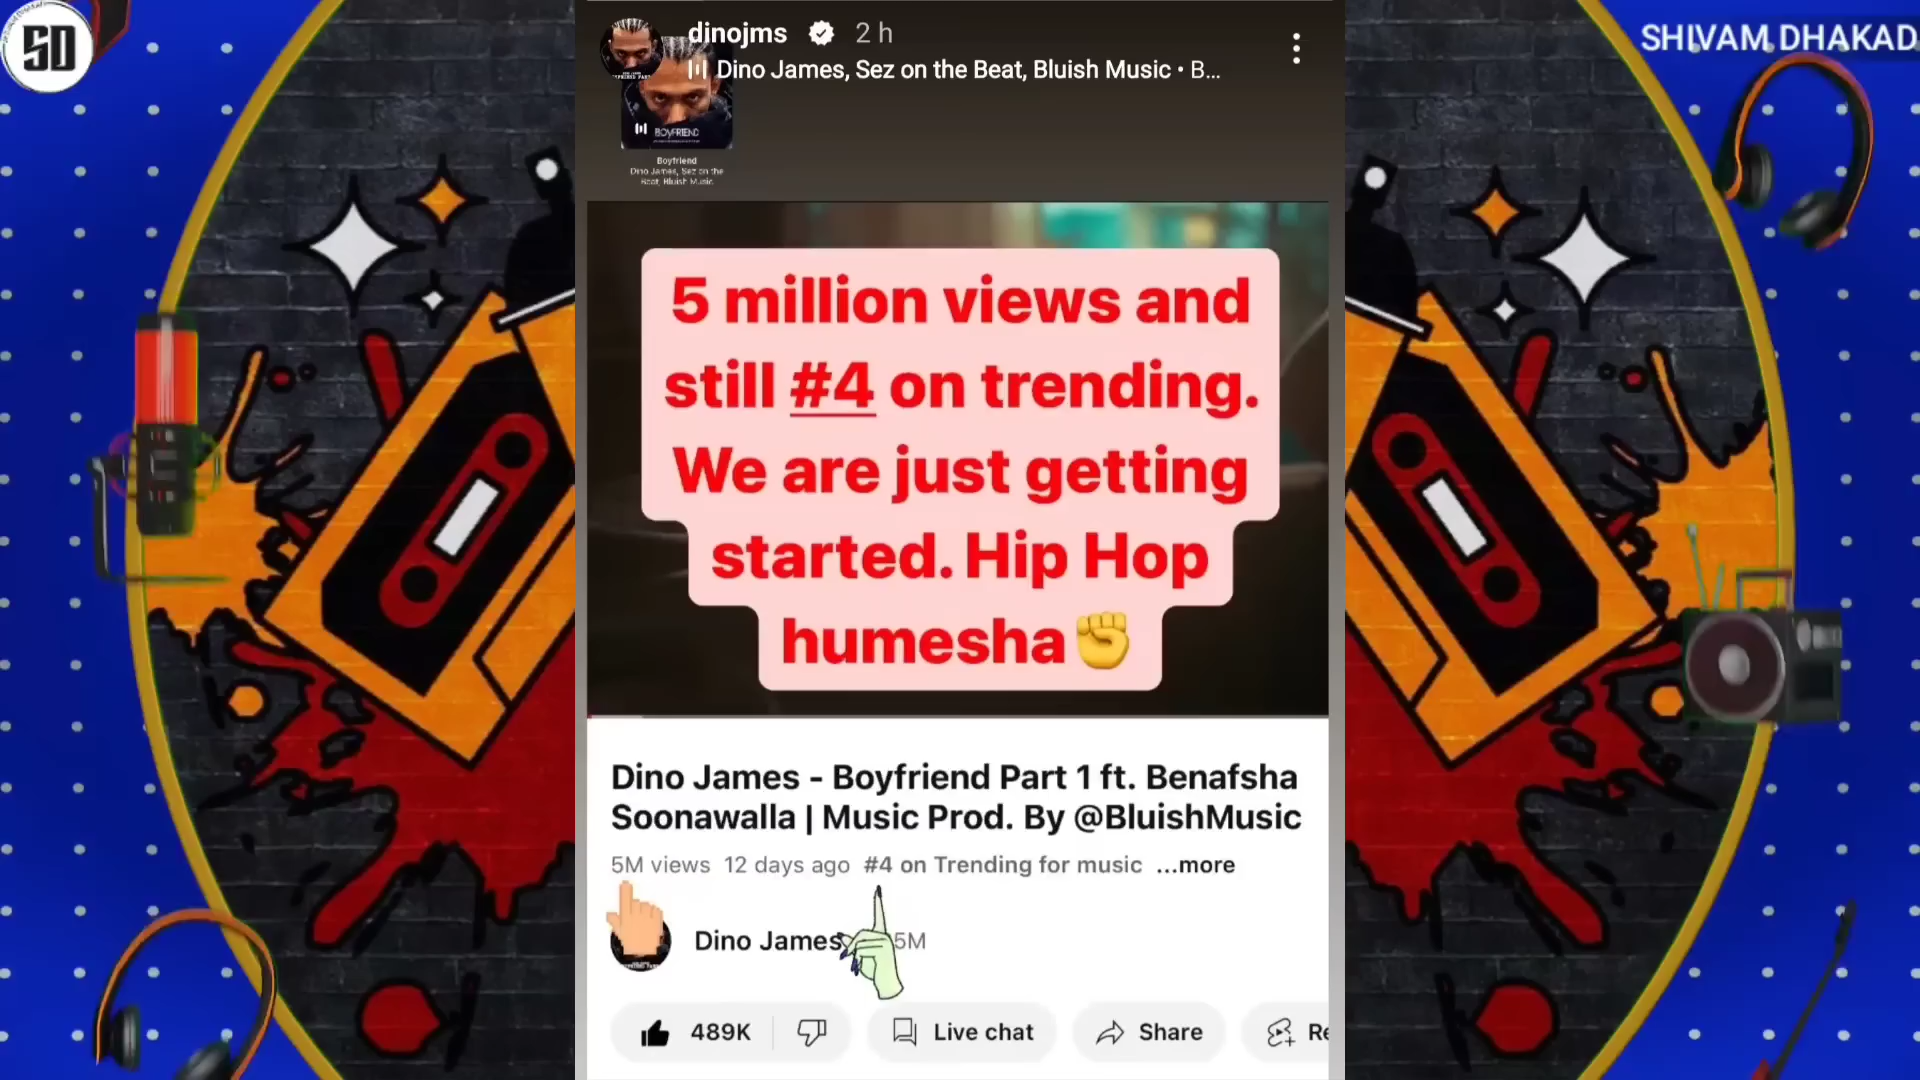 SD
SHIVAM DHAKAD
dinojms 2 h
Dino James, Sez on the Beat, Bluish Music • B...
BOYFRIEND
Boyfriend
Dino James, Sez on the
Beat, Bluish Music
5 million views and
still #4 on trending.
We are just getting
started. Hip Hop
humesha✊
Dino James - Boyfriend Part 1 ft. Benafsha
Soonawalla | Music Prod. By @BluishMusic
5M views 12 days ago #4 on Trending for music ...more
Dino James 5M
489K Live chat Share Re